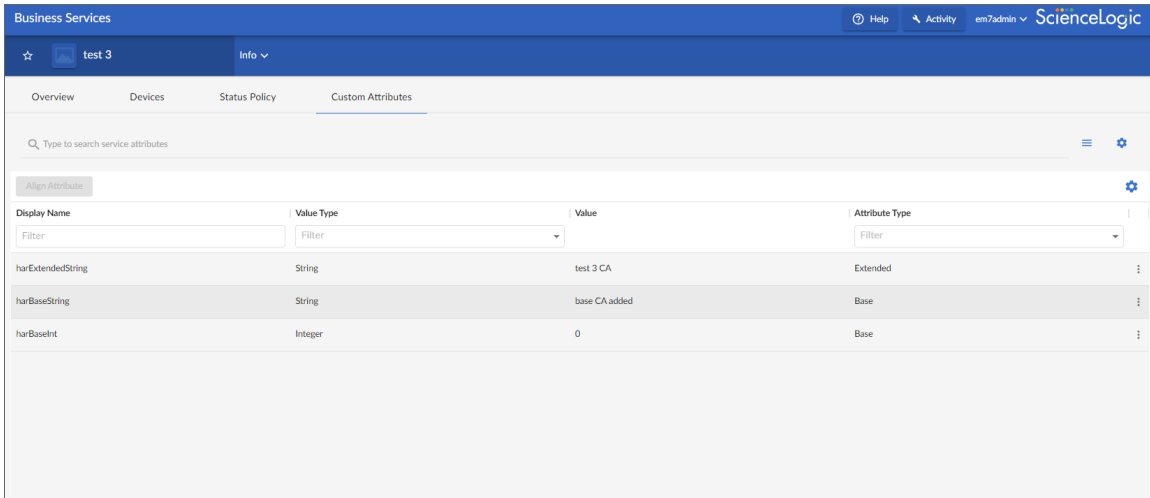 Business Services
Help Activity em7admin ScienceLogic
test 3 Info
Overview Devices Status Policy Custom Attributes
Type to search service attributes
Align Attribute
Display Name Value Type Value Attribute Type
Filter Filter Filter
harExtendedString String test 3 CA Extended
harBaseString String base CA added Base
harBaseInt Integer 0 Base